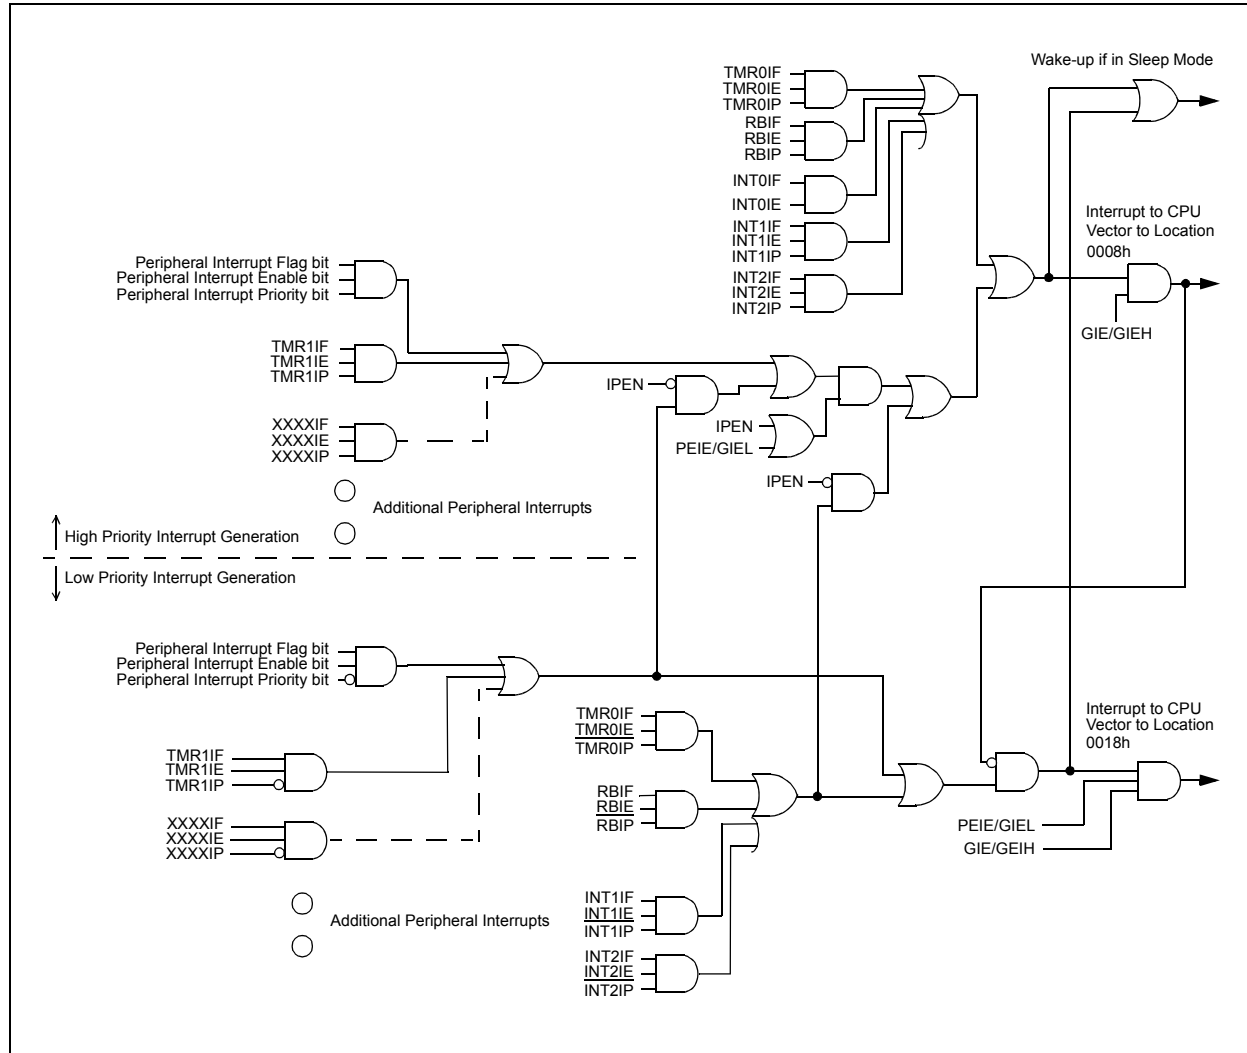 Wake-up if in Sleep Mode
TMR0IF
TMR0IE
TMR0IP
RBIF
RBIE
RBIP
INT0IF
INT0IE
INT1IF
INT1IE
INT1IP
INT2IF
INT2IE
INT2IP
Interrupt to CPU
Vector to Location
0008h
GIE/GIEH
Peripheral Interrupt Flag bit
Peripheral Interrupt Enable bit
Peripheral Interrupt Priority bit
TMR1IF
TMR1IE
TMR1IP
XXXXIF
XXXXIE
XXXXIP
IPEN
IPEN
PEIE/GIEL
IPEN
Additional Peripheral Interrupts
High Priority Interrupt Generation
Low Priority Interrupt Generation
Peripheral Interrupt Flag bit
Peripheral Interrupt Enable bit
Peripheral Interrupt Priority bit
TMR1IF
TMR1IE
TMR1IP
XXXXIF
XXXXIE
XXXXIP
Additional Peripheral Interrupts
TMR0IF
TMR0IE
TMR0IP
RBIF
RBIE
RBIP
INT1IF
INT1IE
INT1IP
INT2IF
INT2IE
INT2IP
Interrupt to CPU
Vector to Location
0018h
PEIE/GIEL
GIE/GEIH